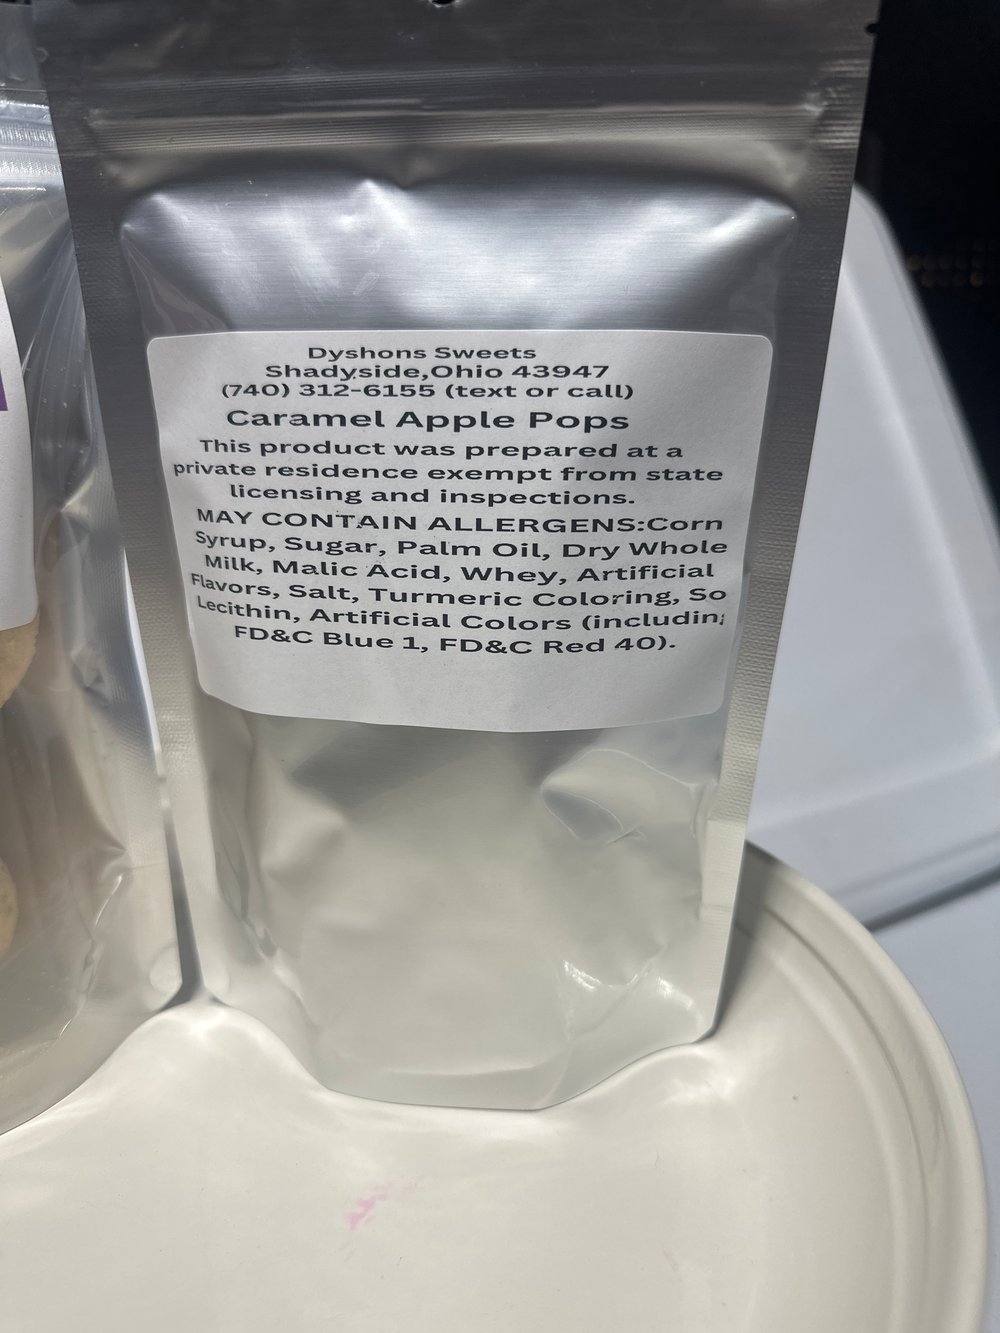 Dyshons Sweets
Shadyside,Ohio 43947
(740) 312-6155 (text or call)
Caramel Apple Pops
This product was prepared at a
private residence exempt from state
licensing and inspections.
MAY CONTAIN ALLERGENS:Corn
Syrup, Sugar, Palm Oil, Dry Whole
Milk, Malic Acid, Whey, Artificial
Flavors, Salt, Turmeric Coloring, So
Lecithin, Artificial Colors (including
FD&C Blue 1, FD&C Red 40).